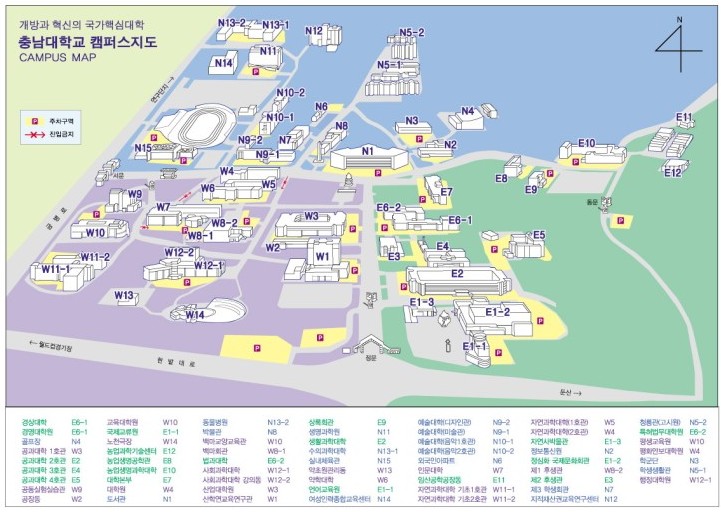 개방과 혁신의 국가핵심대학
충남대학교 캠퍼스지도
CAMPUS MAP
N
P 주차구역
진입금지
연구단지→
N13-2
N13-1
N12
N5-2
N14
N11
N5-1
N10-2
N6
N10-1
N8
N3
N4
N7
N2
E11
N15
N9-2
N9-1
N1
E10
E12
서문
W4
W5
E8
E9
W6
E7
W9
W7
W8-2
W8-1
W3
E6-2
E6-1
동문
W10
W2
W1
E5
E3
E4
W12-2
W12-1
W11-2
W11-1
E2
W13
W14
E1-3
E1-2
E1-1
궁동로
←월드컵경기장
한밭대로
정문
둔산→
경상대학 E6-1
경영대학원 E6-1
골프장 N4
공과대학 1호관 W3
공과대학 2호관 E2
공과대학 3호관 E4
공과대학 4호관 E5
공동실험실습관 W9
공장동 W2
교육대학원 W10
국제교류원 E1-1
노천극장 W14
농업과학기술센터 E12
농업생명공학관
농업생명과학대학 E10
대학본부 E7
대학원 W4
도서관 N1
동물병원 N13-2
박물관 N8
백마교양교육관 W10
백마회관 W8-1
법과대학 E6-2
사회과학대학 W12-1
사회과학대학 강의동 W12-2
산업대학원 W3
산학연교육연구관 W1
상록회관 E9
생명과학원 N11
생활과학대학 E2
수의과학대학 N13-1
실내체육관 N15
약초원관리동 W13
약학대학 W6
언어교육원 E1-1
여성인력종합교육센터 N14
예술대학(디자인관) N9-2
예술대학(미술관) N9-1
예술대학(음악1호관) N10-1
예술대학(음악2호관) N10-2
외국인아파트 N6
인문대학 W7
임산공학공장동 E11
자연과학대학 기초1호관 W11-1
자연과학대학 기초2호관 W11-2
자연과학대학(1호관) W5
자연과학대학(2호관) W4
자연사박물관 E1-3
정보통신원 N2
정심화 국제문화회관 E1-2
제1 후생관 W8-2
제2 후생관 E3
제3 학생회관 N7
지적재산권교육연구센터 N12
청룡관(고시원) N5-2
특허법무대학원 E6-2
평생교육원 W10
평화안보대학원 W4
학군단 N3
학생생활관 N5-1
행정대학원 W12-1